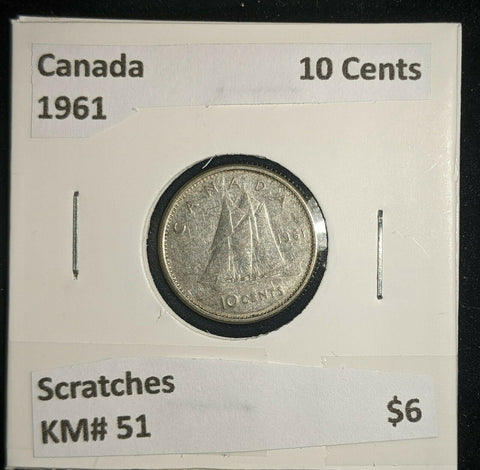 Canada 10 Cents
1961
CANADA
1961
10 CENTS
Scratches
KM# 51 $6